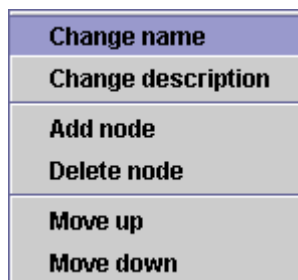 Change name
Change description
Add node
Delete node
Move up
Move down